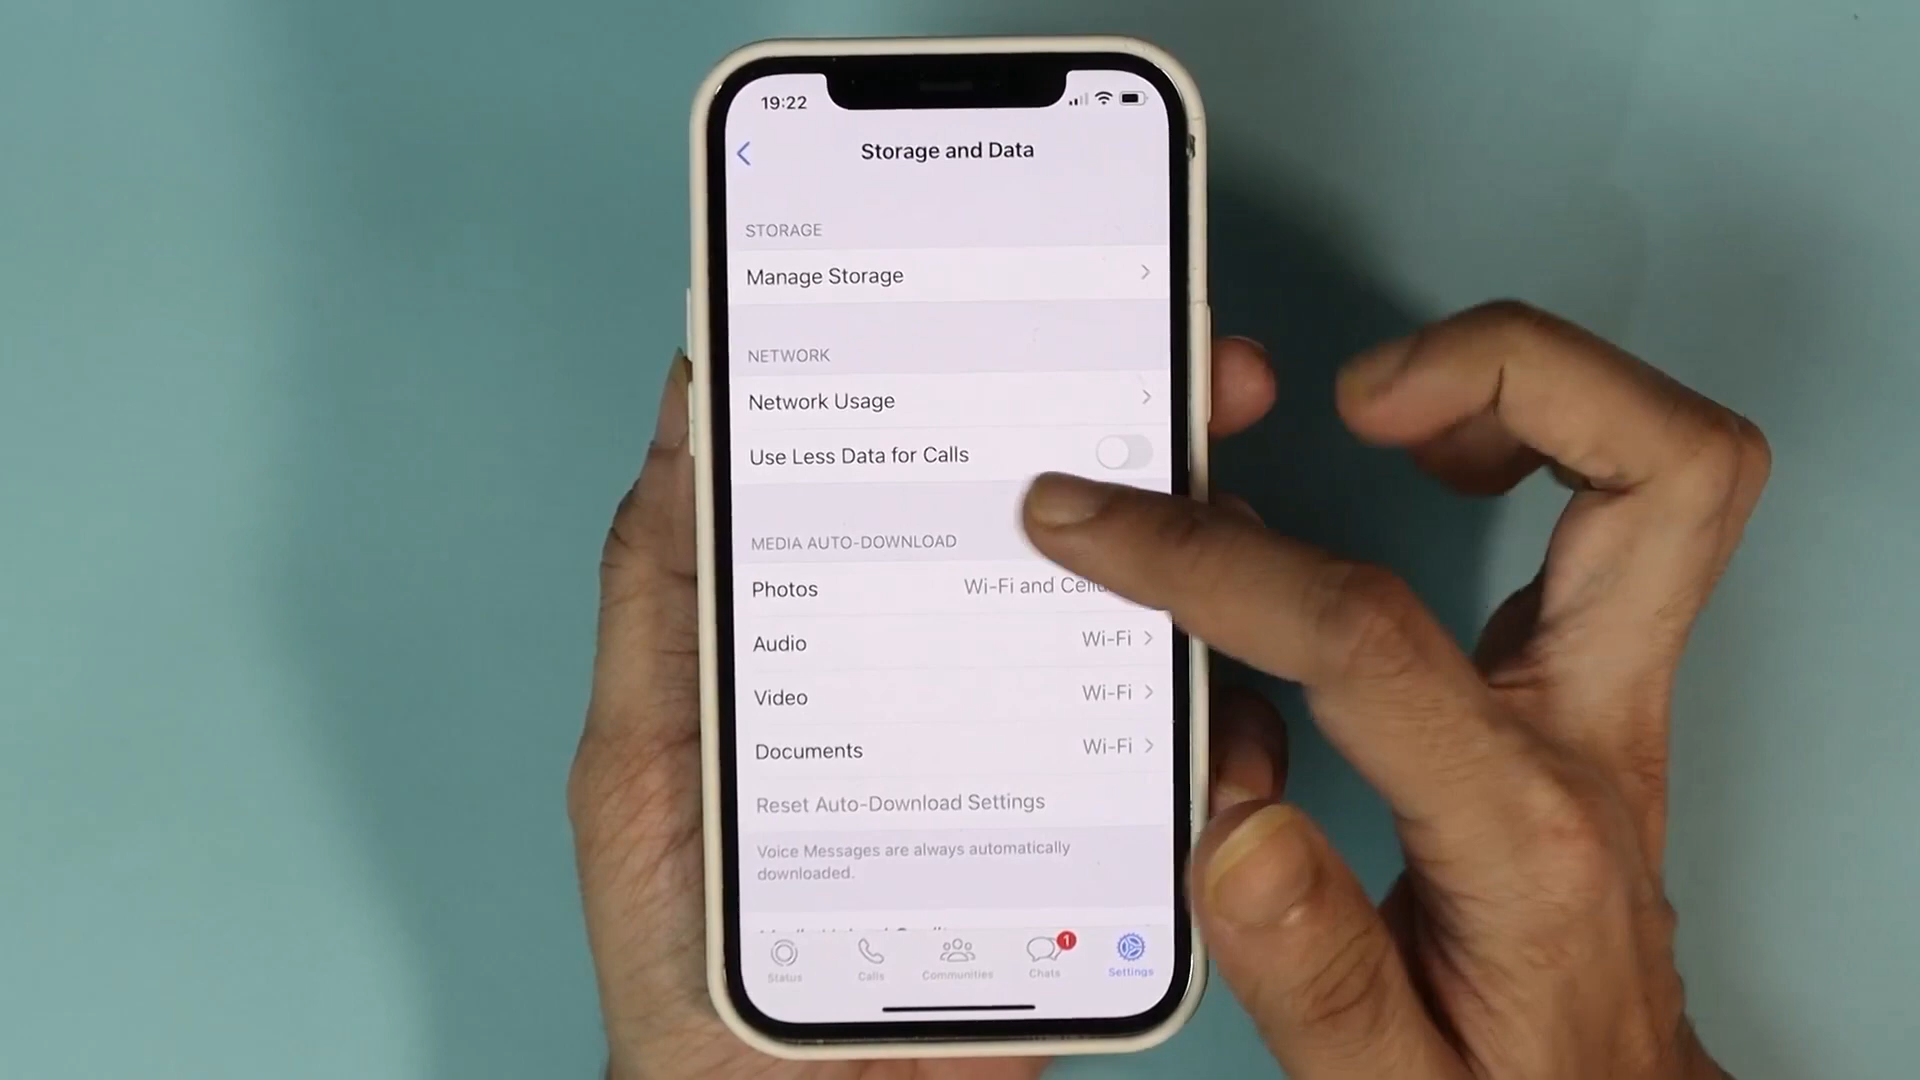 19:22
Storage and Data
STORAGE
Manage Storage
NETWORK
Network Usage
Use Less Data for Calls
MEDIA AUTO-DOWNLOAD
Photos Wi-Fi and
Audio Wi-Fi
Video Wi-Fi
Documents Wi-Fi
Reset Auto-Download Settings
Voice Messages are always automatically
downloaded.
1
Status Calls Communities Chats Settings